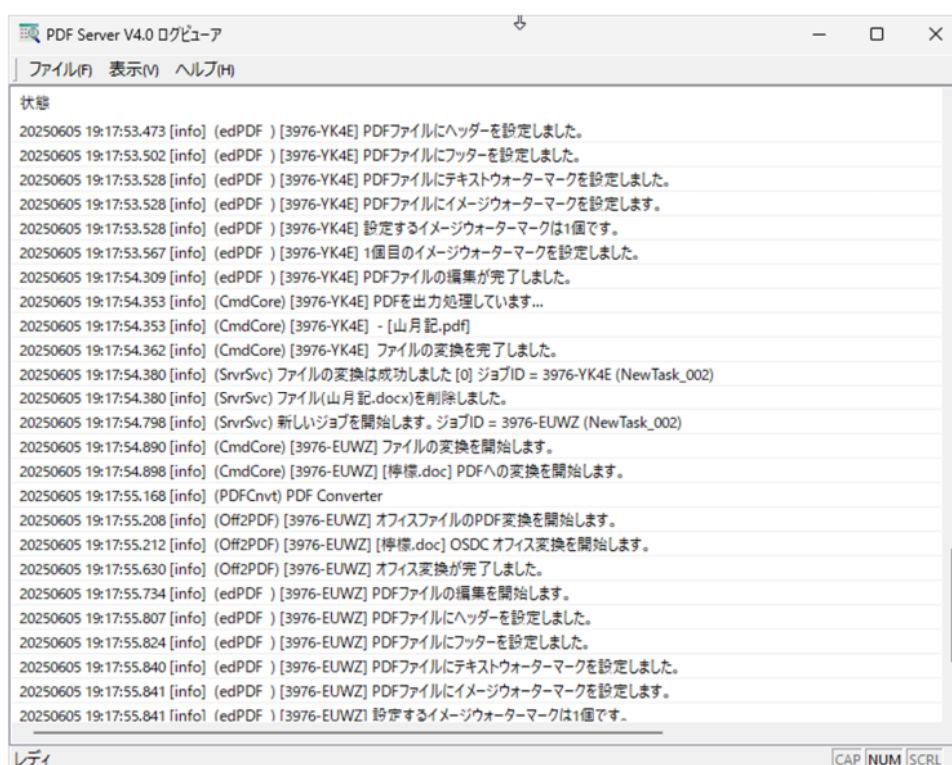 PDF Server V4.0 ログビューア
ファイル(F) 表示(V) ヘルプ(H)
状態
20250605 19:17:53.473 [info] (edPDF ) [3976-YK4E] PDFファイルにヘッダーを設定しました。
20250605 19:17:53.502 [info] (edPDF ) [3976-YK4E] PDFファイルにフッターを設定しました。
20250605 19:17:53.528 [info] (edPDF ) [3976-YK4E] PDFファイルにテキストウォーターマークを設定しました。
20250605 19:17:53.528 [info] (edPDF ) [3976-YK4E] PDFファイルにイメージウォーターマークを設定します。
20250605 19:17:53.528 [info] (edPDF ) [3976-YK4E] 設定するイメージウォーターマークは1個です。
20250605 19:17:53.567 [info] (edPDF ) [3976-YK4E] 1個目のイメージウォーターマークを設定しました。
20250605 19:17:54.309 [info] (edPDF ) [3976-YK4E] PDFファイルの編集が完了しました。
20250605 19:17:54.353 [info] (CmdCore) [3976-YK4E] PDFを出力処理しています...
20250605 19:17:54.353 [info] (CmdCore) [3976-YK4E] - [山月記.pdf]
20250605 19:17:54.362 [info] (CmdCore) [3976-YK4E] ファイルの変換を完了しました。
20250605 19:17:54.380 [info] (SrvrSvc) ファイルの変換は成功しました [0] ジョブID = 3976-YK4E (NewTask_002)
20250605 19:17:54.380 [info] (SrvrSvc) ファイル(山月記.docx)を削除しました。
20250605 19:17:54.798 [info] (SrvrSvc) 新しいジョブを開始します。ジョブID = 3976-EUWZ (NewTask_002)
20250605 19:17:54.890 [info] (CmdCore) [3976-EUWZ] ファイルの変換を開始します。
20250605 19:17:54.898 [info] (CmdCore) [3976-EUWZ] [檸檬.doc] PDFへの変換を開始します。
20250605 19:17:55.168 [info] (PDFCnvt) PDF Converter
20250605 19:17:55.208 [info] (Off2PDF) [3976-EUWZ] オフィスファイルのPDF変換を開始します。
20250605 19:17:55.212 [info] (Off2PDF) [3976-EUWZ] [檸檬.doc] OSDC オフィス変換を開始します。
20250605 19:17:55.630 [info] (Off2PDF) [3976-EUWZ] オフィス変換が完了しました。
20250605 19:17:55.734 [info] (edPDF ) [3976-EUWZ] PDFファイルの編集を開始します。
20250605 19:17:55.807 [info] (edPDF ) [3976-EUWZ] PDFファイルにヘッダーを設定しました。
20250605 19:17:55.824 [info] (edPDF ) [3976-EUWZ] PDFファイルにフッターを設定しました。
20250605 19:17:55.840 [info] (edPDF ) [3976-EUWZ] PDFファイルにテキストウォーターマークを設定しました。
20250605 19:17:55.841 [info] (edPDF ) [3976-EUWZ] PDFファイルにイメージウォーターマークを設定します。
20250605 19:17:55.841 [info] (edPDF ) [3976-EUWZ] 設定するイメージウォーターマークは1個です。
レディ CAP NUM SCRL